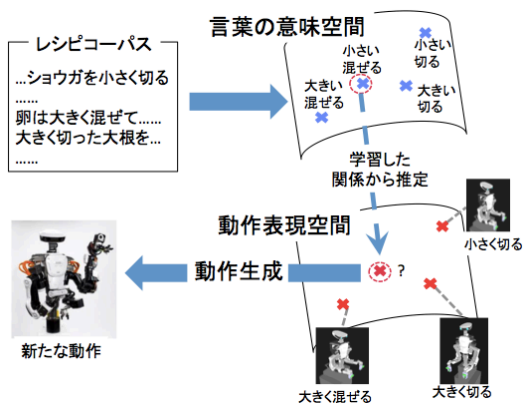 言葉の意味空間
レシピコーパス
…ショウガを小さく切る
……
卵は大きく混ぜて……
大きく切った大根を…
……
小さい
混ぜる
小さい
切る
大きい
混ぜる
大きい
切る
学習した
関係から推定
動作表現空間
小さく切る
?
動作生成
新たな動作
大きく混ぜる
大きく切る